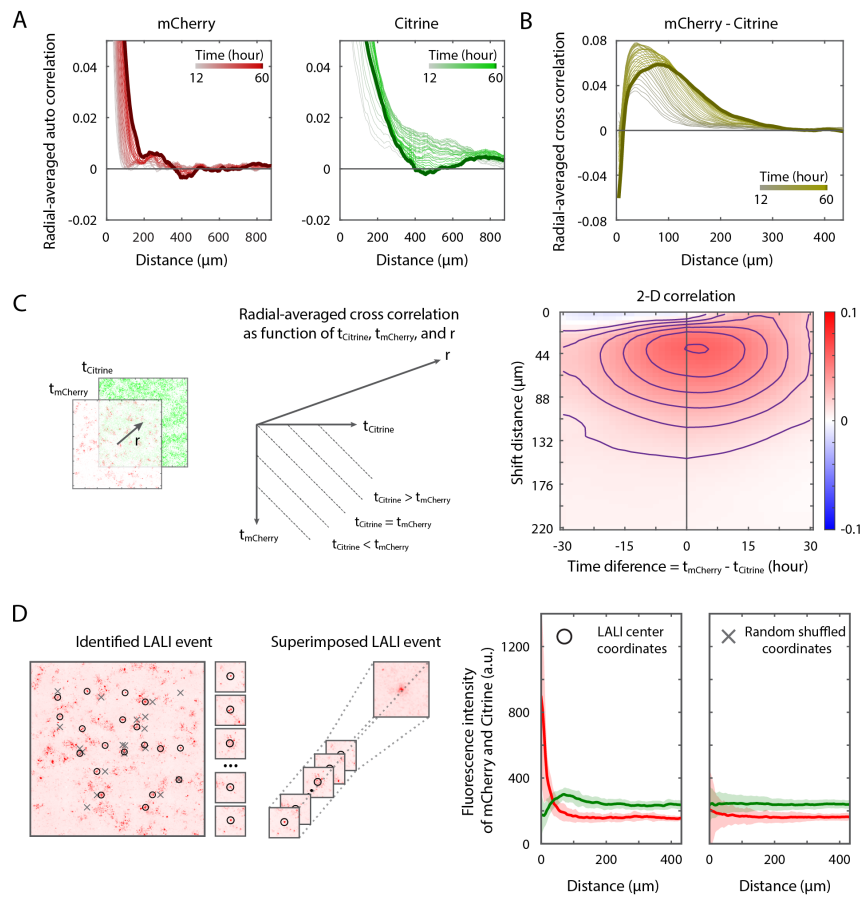 A
mCherry
Citrine
B
mCherry - Citrine
Radial-averaged auto correlation
0.04
0.02
0
-0.02
Time (hour)
12 60
0 200 400 600 800
Distance (μm)
0.04
0.02
0
-0.02
Time (hour)
12 60
0 200 400 600 800
Distance (μm)
Radial-averaged cross correlation
0.08
0.04
0
-0.04
-0.08
Time (hour)
12 60
0 100 200 300 400
Distance (μm)
C
tCitrine
tmCherry
r
Radial-averaged cross correlation
as function of tCitrine, tmCherry, and r
r
tCitrine
tCitrine > tmCherry
tCitrine = tmCherry
tmCherry
tCitrine < tmCherry
2-D correlation
Shift distance (μm)
0
44
88
132
176
220
-30 -15 0 15 30
Time diference = tmCherry - tCitrine (hour)
0.1
0
-0.1
D
Identified LALI event
Superimposed LALI event
•••
Fluorescence intensity
of mCherry and Citrine (a.u.)
1200
800
400
0
LALI center
coordinates
0 200 400
Distance (μm)
Random shuffled
coordinates
0 200 400
Distance (μm)